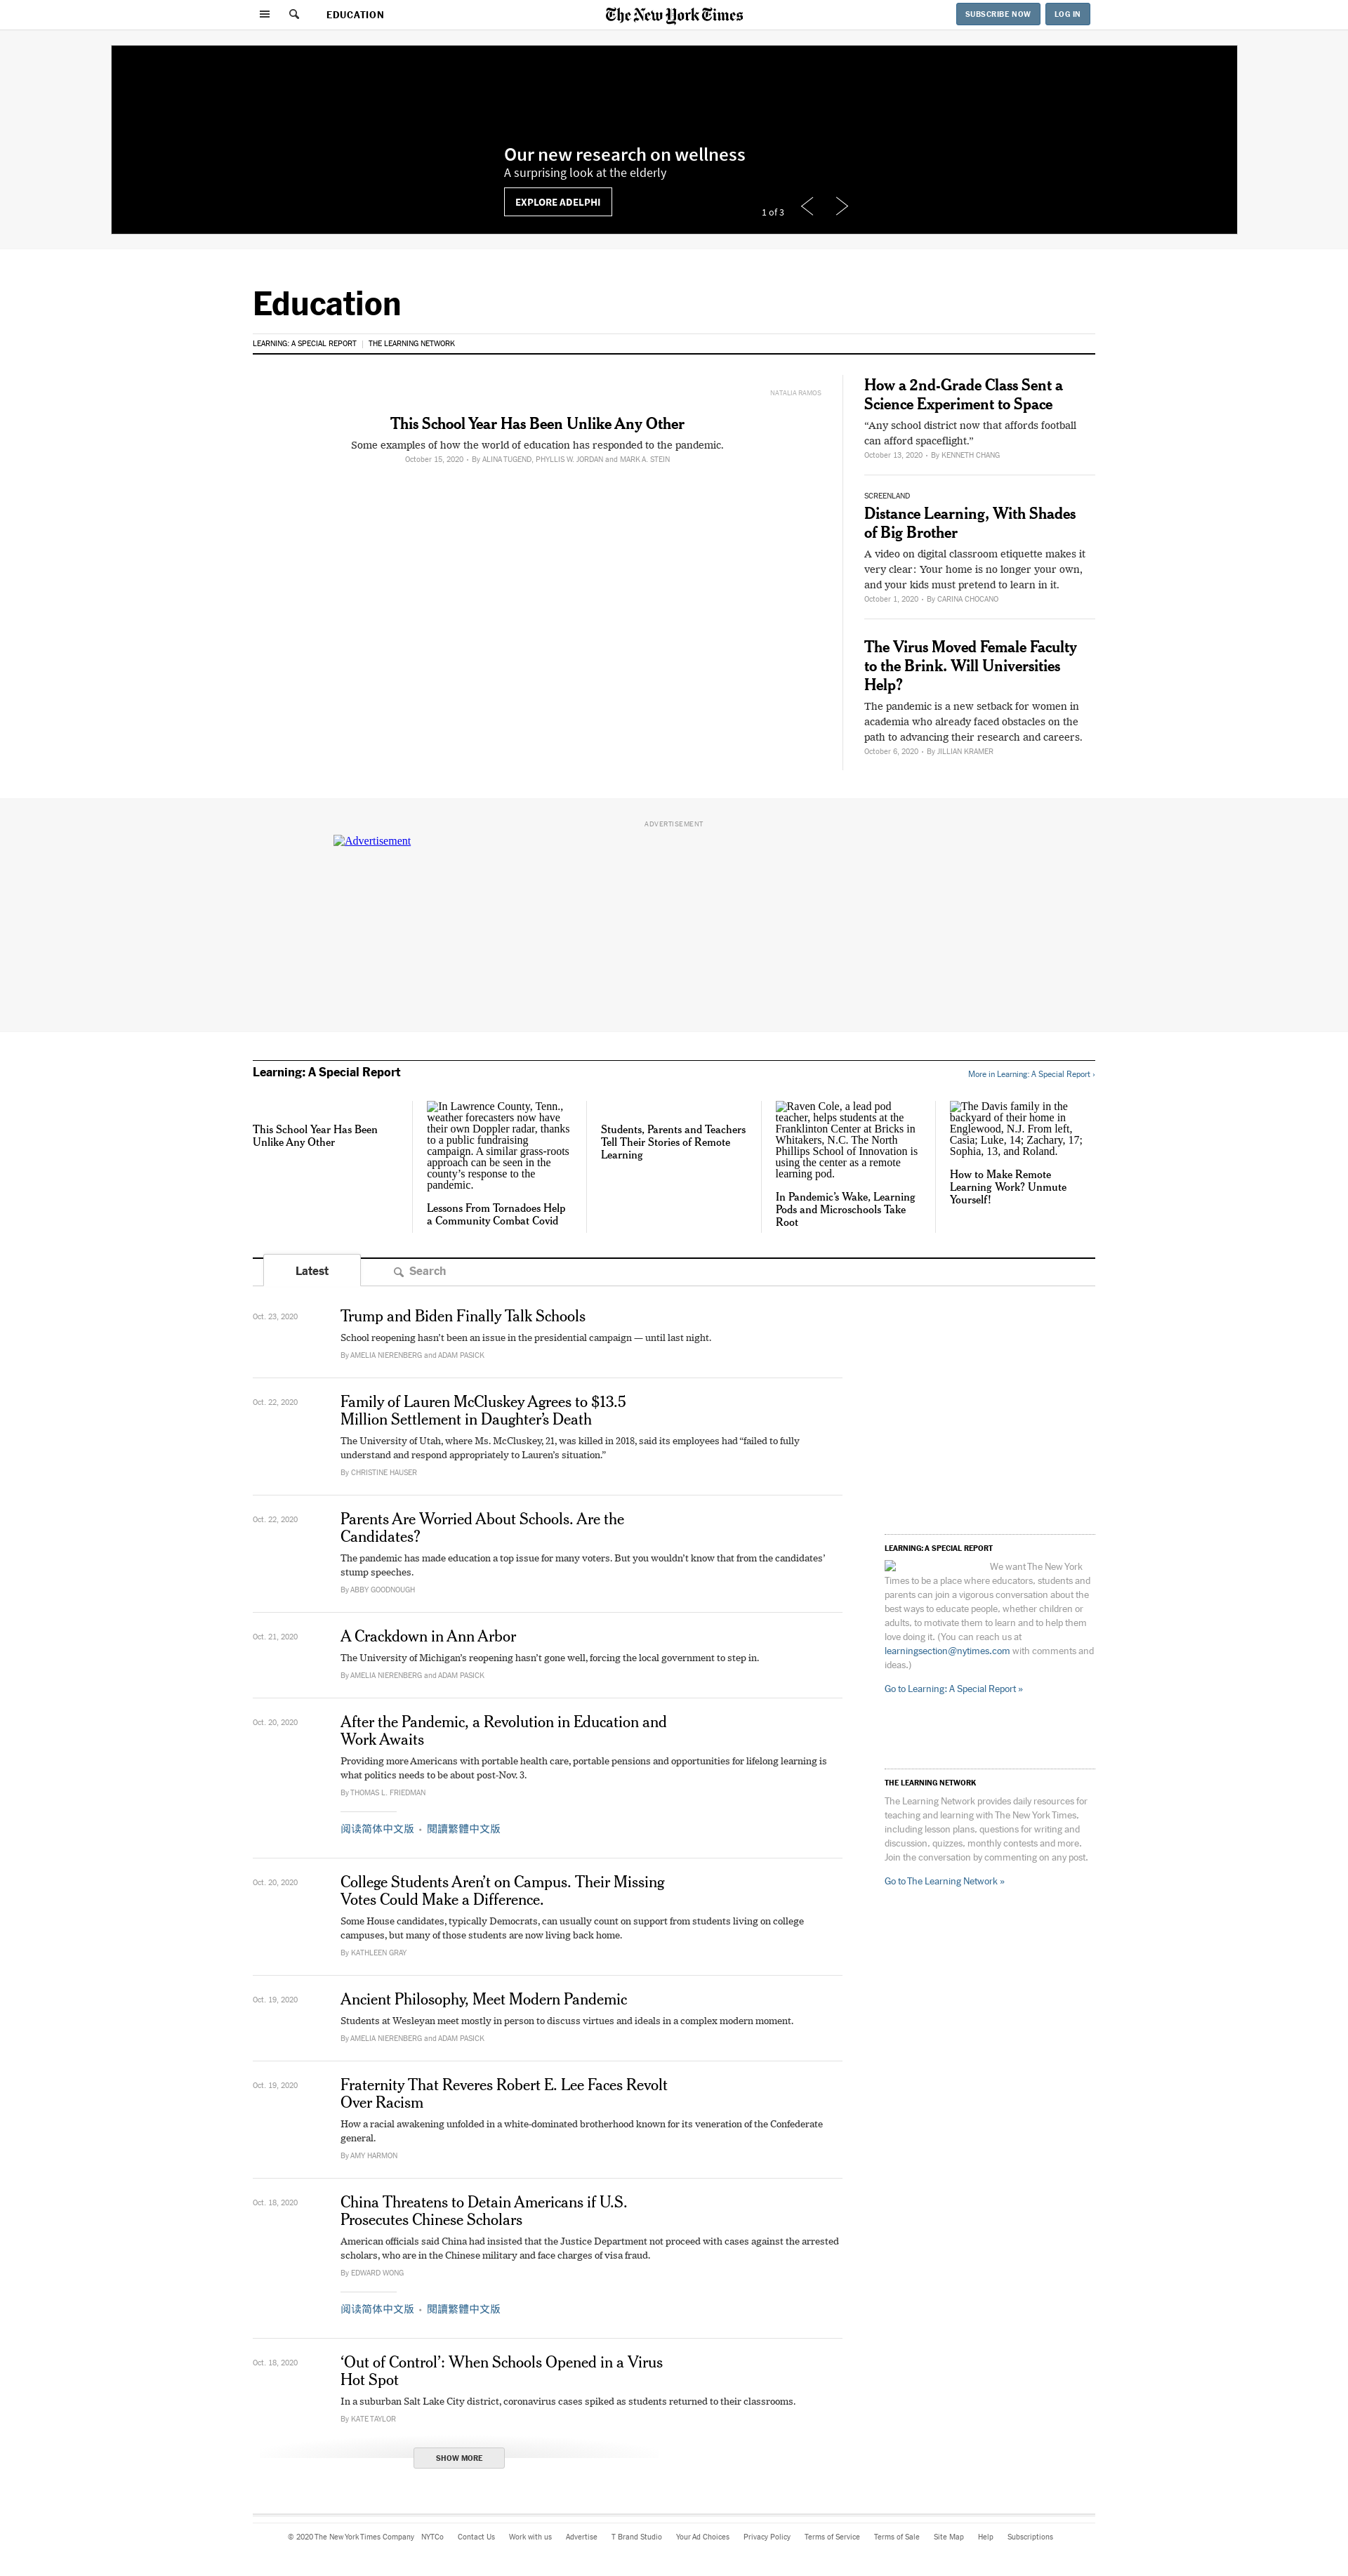 EDUCATION
The New York Times
SUBSCRIBE NOW
LOG IN
Our new research on wellness
A surprising look at the elderly
EXPLORE ADELPHI
1 of 3
Education
LEARNING: A SPECIAL REPORT | THE LEARNING NETWORK
NATALIA RAMOS
This School Year Has Been Unlike Any Other
Some examples of how the world of education has responded to the pandemic.
October 15, 2020 • By ALINA TUGEND, PHYLLIS W. JORDAN and MARK A. STEIN
How a 2nd-Grade Class Sent a
Science Experiment to Space
“Any school district now that affords football
can afford spaceflight.”
October 13, 2020 • By KENNETH CHANG
SCREENLAND
Distance Learning, With Shades
of Big Brother
A video on digital classroom etiquette makes it
very clear: Your home is no longer your own,
and your kids must pretend to learn in it.
October 1, 2020 • By CARINA CHOCANO
The Virus Moved Female Faculty
to the Brink. Will Universities
Help?
The pandemic is a new setback for women in
academia who already faced obstacles on the
path to advancing their research and careers.
October 6, 2020 • By JILLIAN KRAMER
ADVERTISEMENT
Advertisement
Learning: A Special Report
More in Learning: A Special Report ›
This School Year Has Been
Unlike Any Other
In Lawrence County, Tenn.,
weather forecasters now have
their own Doppler radar, thanks
to a public fundraising
campaign. A similar grass-roots
approach can be seen in the
county’s response to the
pandemic.
Lessons From Tornadoes Help
a Community Combat Covid
Students, Parents and Teachers
Tell Their Stories of Remote
Learning
Raven Cole, a lead pod
teacher, helps students at the
Franklinton Center at Bricks in
Whitakers, N.C. The North
Phillips School of Innovation is
using the center as a remote
learning pod.
In Pandemic’s Wake, Learning
Pods and Microschools Take
Root
The Davis family in the
backyard of their home in
Englewood, N.J. From left,
Casia; Luke, 14; Zachary, 17;
Sophia, 13, and Roland.
How to Make Remote
Learning Work? Unmute
Yourself!
Latest
Search
Oct. 23, 2020
Trump and Biden Finally Talk Schools
School reopening hasn’t been an issue in the presidential campaign — until last night.
By AMELIA NIERENBERG and ADAM PASICK
Oct. 22, 2020
Family of Lauren McCluskey Agrees to $13.5
Million Settlement in Daughter’s Death
The University of Utah, where Ms. McCluskey, 21, was killed in 2018, said its employees had “failed to fully
understand and respond appropriately to Lauren’s situation.”
By CHRISTINE HAUSER
Oct. 22, 2020
Parents Are Worried About Schools. Are the
Candidates?
The pandemic has made education a top issue for many voters. But you wouldn’t know that from the candidates’
stump speeches.
By ABBY GOODNOUGH
Oct. 21, 2020
A Crackdown in Ann Arbor
The University of Michigan’s reopening hasn’t gone well, forcing the local government to step in.
By AMELIA NIERENBERG and ADAM PASICK
Oct. 20, 2020
After the Pandemic, a Revolution in Education and
Work Awaits
Providing more Americans with portable health care, portable pensions and opportunities for lifelong learning is
what politics needs to be about post-Nov. 3.
By THOMAS L. FRIEDMAN
阅读简体中文版 • 閱讀繁體中文版
Oct. 20, 2020
College Students Aren’t on Campus. Their Missing
Votes Could Make a Difference.
Some House candidates, typically Democrats, can usually count on support from students living on college
campuses, but many of those students are now living back home.
By KATHLEEN GRAY
Oct. 19, 2020
Ancient Philosophy, Meet Modern Pandemic
Students at Wesleyan meet mostly in person to discuss virtues and ideals in a complex modern moment.
By AMELIA NIERENBERG and ADAM PASICK
Oct. 19, 2020
Fraternity That Reveres Robert E. Lee Faces Revolt
Over Racism
How a racial awakening unfolded in a white-dominated brotherhood known for its veneration of the Confederate
general.
By AMY HARMON
Oct. 18, 2020
China Threatens to Detain Americans if U.S.
Prosecutes Chinese Scholars
American officials said China had insisted that the Justice Department not proceed with cases against the arrested
scholars, who are in the Chinese military and face charges of visa fraud.
By EDWARD WONG
阅读简体中文版 • 閱讀繁體中文版
Oct. 18, 2020
‘Out of Control’: When Schools Opened in a Virus
Hot Spot
In a suburban Salt Lake City district, coronavirus cases spiked as students returned to their classrooms.
By KATE TAYLOR
SHOW MORE
LEARNING: A SPECIAL REPORT
We want The New York
Times to be a place where educators, students and
parents can join a vigorous conversation about the
best ways to educate people, whether children or
adults, to motivate them to learn and to help them
love doing it. (You can reach us at
learningsection@nytimes.com with comments and
ideas.)
Go to Learning: A Special Report »
THE LEARNING NETWORK
The Learning Network provides daily resources for
teaching and learning with The New York Times,
including lesson plans, questions for writing and
discussion, quizzes, monthly contests and more.
Join the conversation by commenting on any post.
Go to The Learning Network »
© 2020 The New York Times Company NYTCo Contact Us Work with us Advertise T Brand Studio Your Ad Choices Privacy Policy Terms of Service Terms of Sale Site Map Help Subscriptions